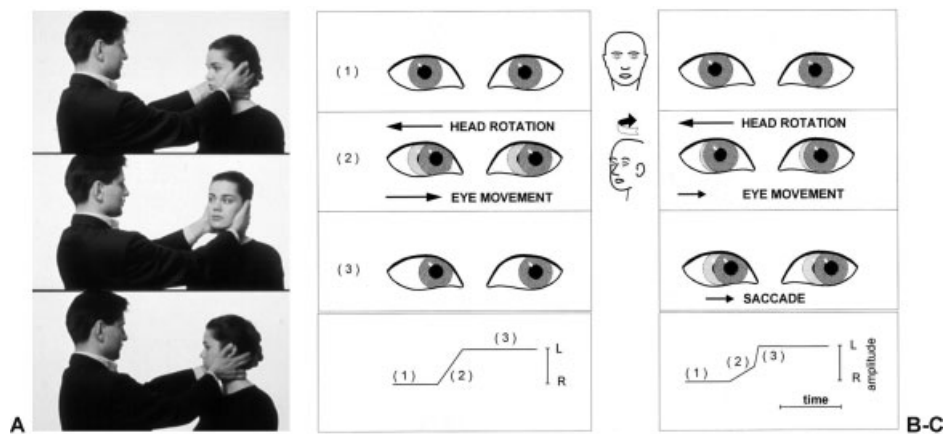 (1)
HEAD ROTATION
HEAD ROTATION
(2)
EYE MOVEMENT
EYE MOVEMENT
(3)
SACCADE
(3)
L
(1)
(2)
R
(2)
(3)
L
(1)
R
amplitude
time
A
B-C